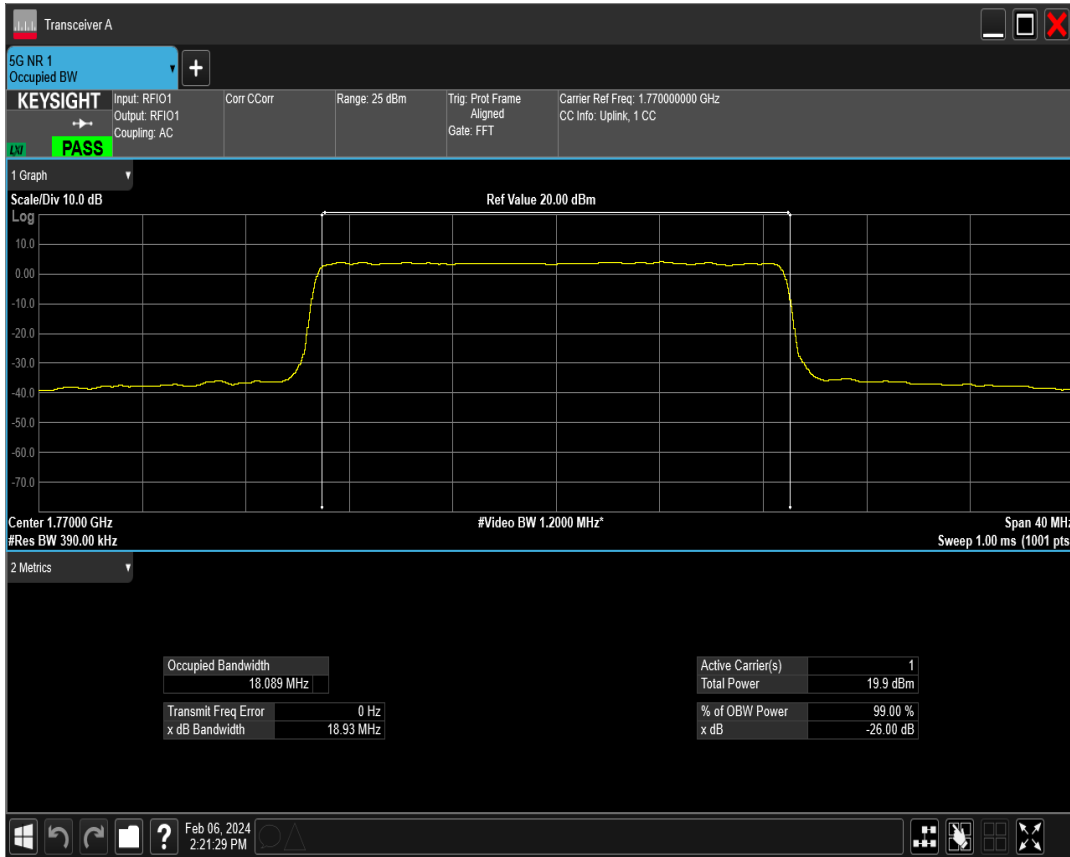 Transceiver A
5G NR 1
Occupied BW
+
KEYSIGHT
LXI
PASS
Input: RFIO1
Output: RFIO1
Coupling: AC
Corr CCorr
Range: 25 dBm
Trig: Prot Frame
Aligned
Gate: FFT
Carrier Ref Freq: 1.770000000 GHz
CC Info: Uplink, 1 CC
1 Graph
Scale/Div 10.0 dB
Ref Value 20.00 dBm
Log
10.0
0.00
-10.0
-20.0
-30.0
-40.0
-50.0
-60.0
-70.0
Center 1.77000 GHz
#Video BW 1.2000 MHz*
Span 40 MHz
#Res BW 390.00 kHz
Sweep 1.00 ms (1001 pts
2 Metrics
Occupied Bandwidth
18.089 MHz
Transmit Freq Error 0 Hz
x dB Bandwidth 18.93 MHz
Active Carrier(s) 1
Total Power 19.9 dBm
% of OBW Power 99.00 %
x dB -26.00 dB
?
Feb 06, 2024
2:21:29 PM